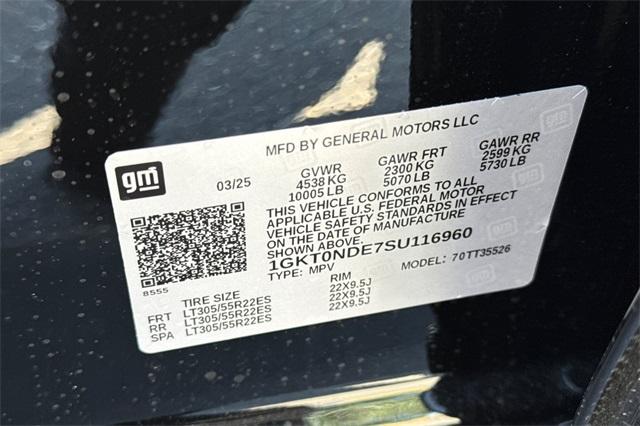 gm
MFD BY GENERAL MOTORS LLC
03/25
GVWR
4538 KG
10005 LB
GAWR FRT
2300 KG
5070 LB
GAWR RR
2599 KG
5730 LB
THIS VEHICLE CONFORMS TO ALL
APPLICABLE U.S. FEDERAL MOTOR
VEHICLE SAFETY STANDARDS IN EFFECT
ON THE DATE OF MANUFACTURE
SHOWN ABOVE.
1GKT0NDE7SU116960
TYPE: MPV
MODEL: 70TT35526
8555
TIRE SIZE RIM
FRT LT305/55R22ES 22X9.5J
RR LT305/55R22ES 22X9.5J
SPA LT305/55R22ES 22X9.5J